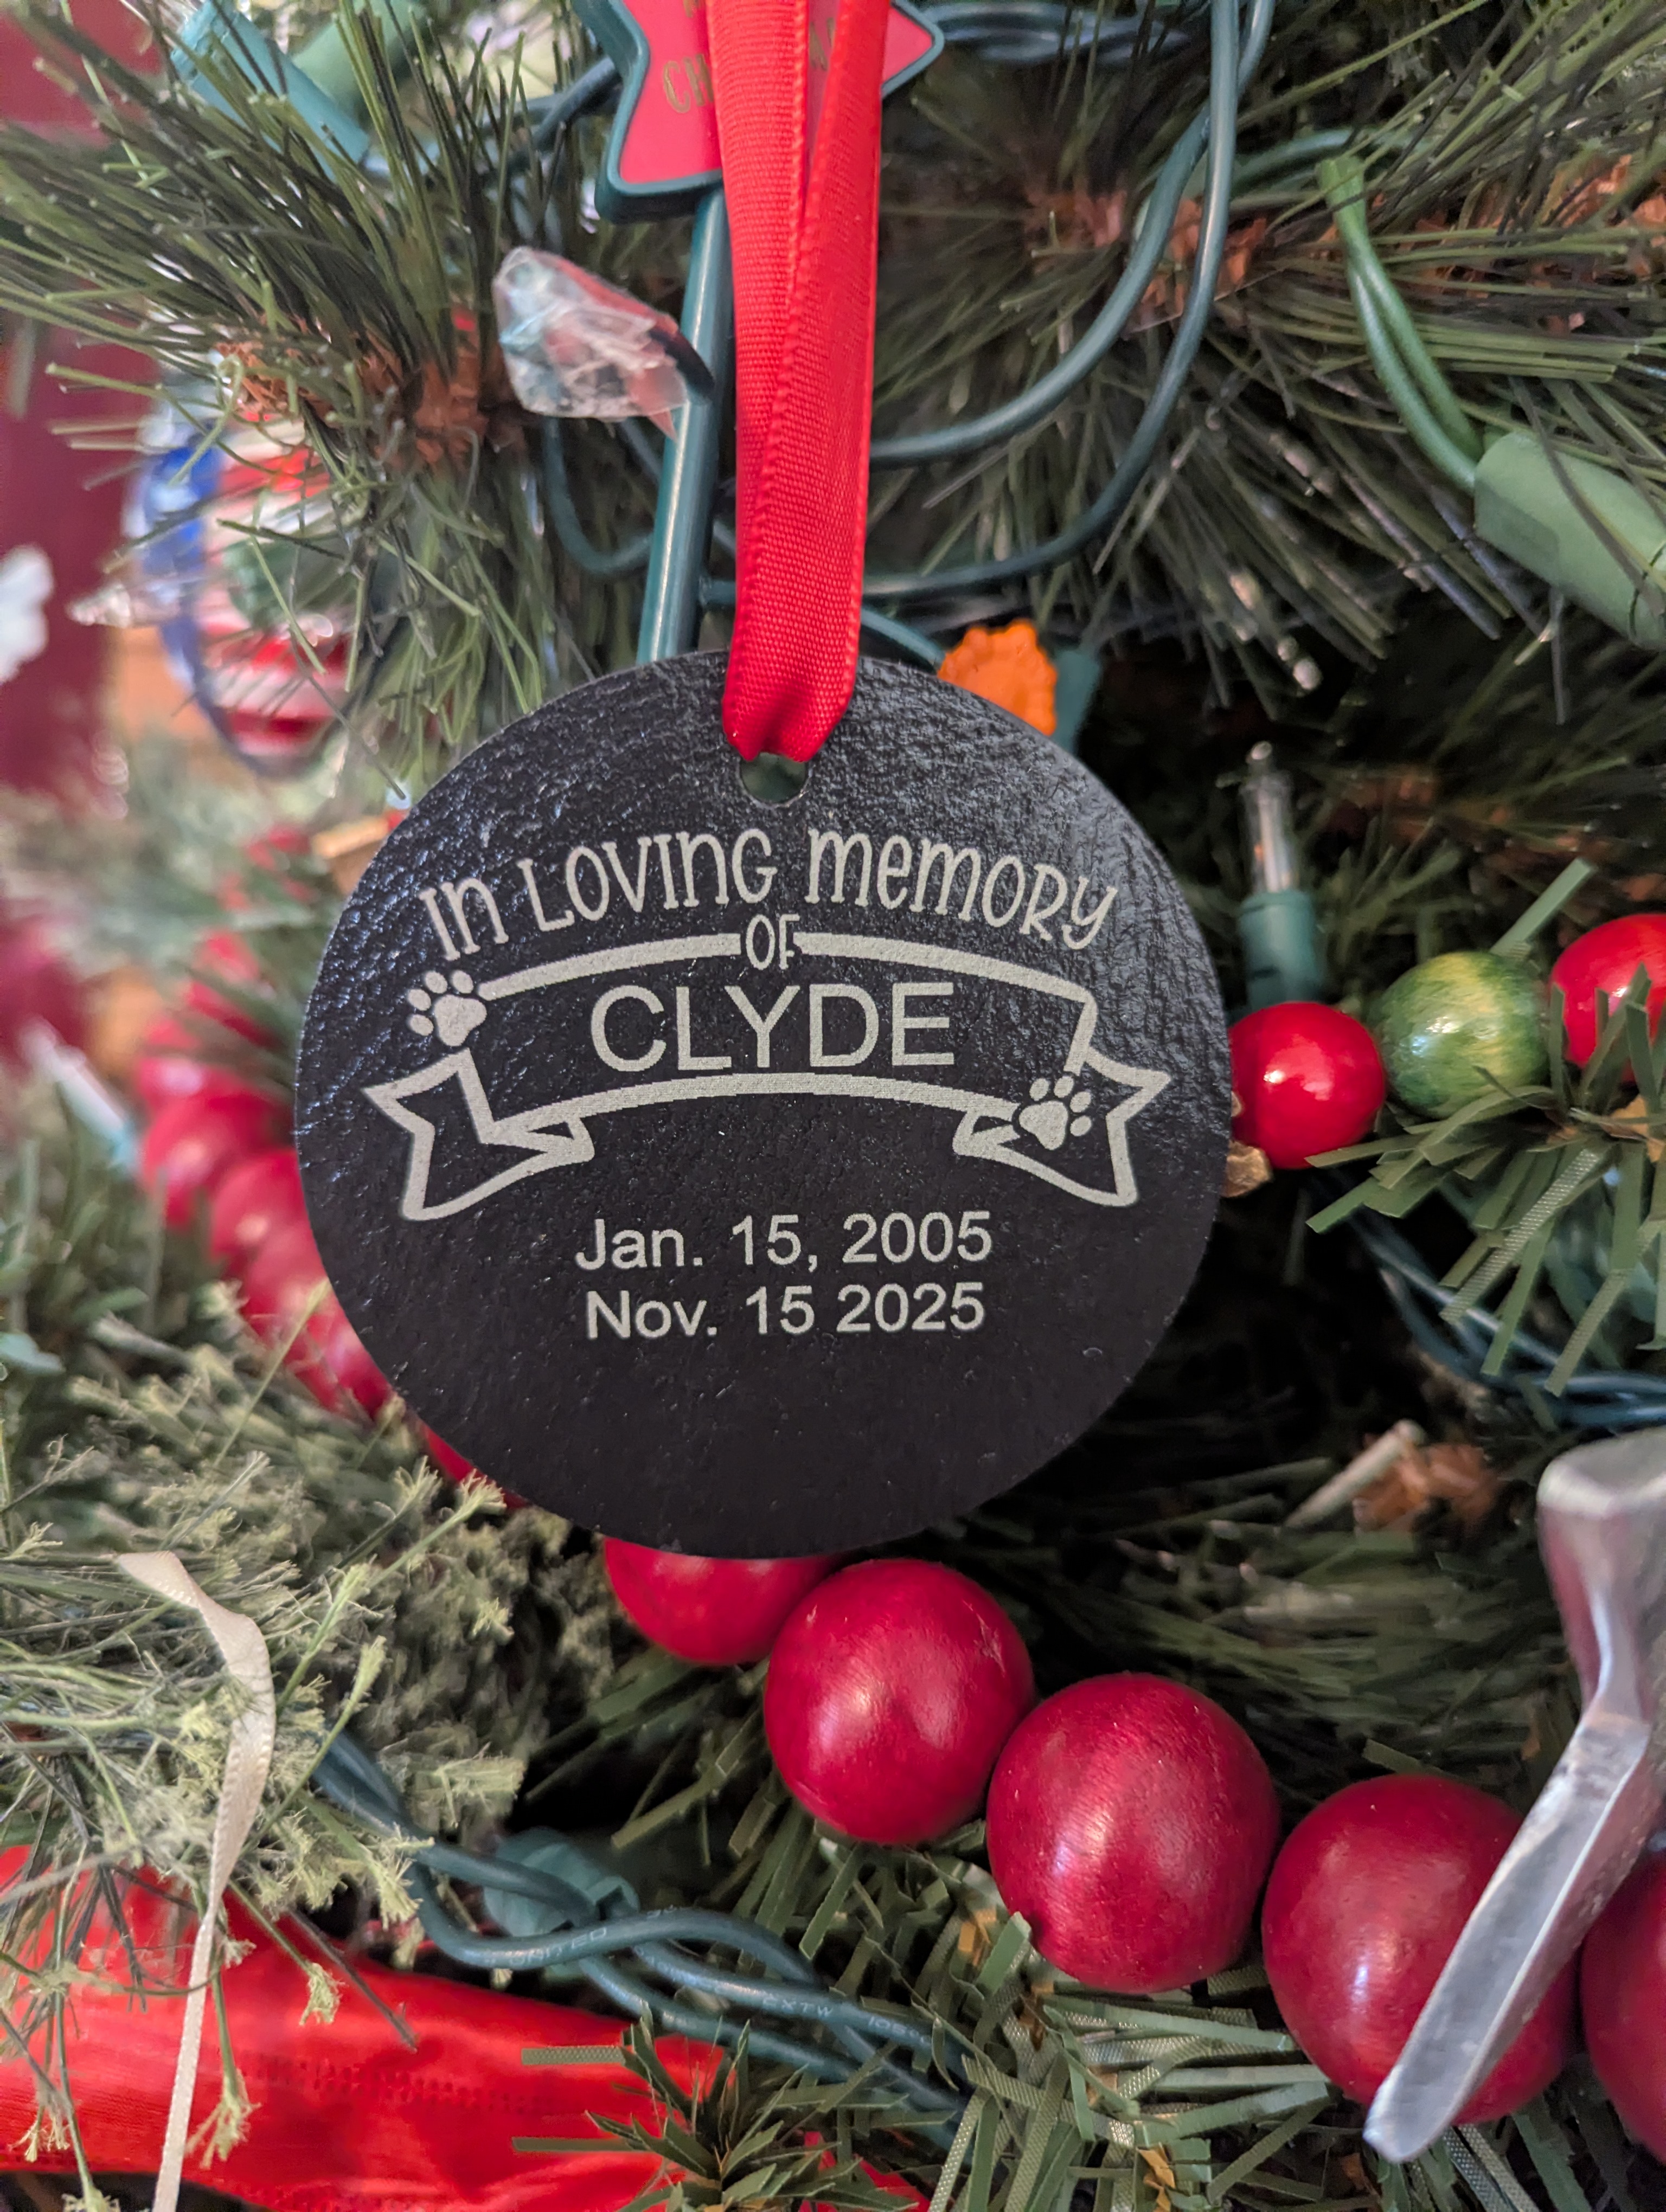 IN LOVING MEMORY
OF
CLYDE
Jan. 15, 2005
Nov. 15 2025